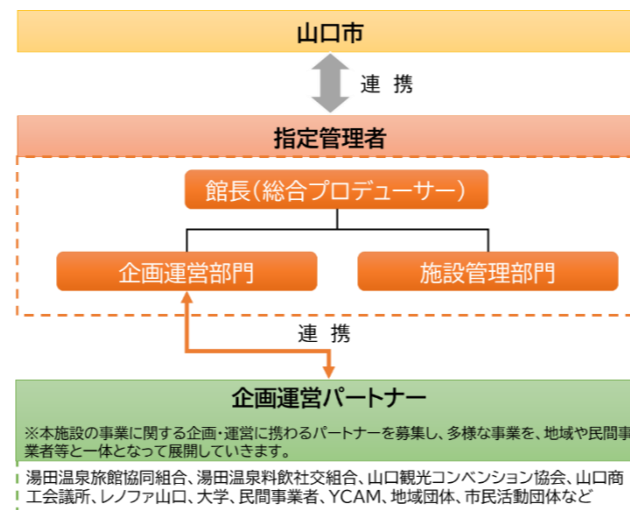 山口市
連 携
指定管理者
館長(総合プロデューサー)
企画運営部門
施設管理部門
連 携
企画運営パートナー
※本施設の事業に関する企画・運営に携わるパートナーを募集し、多様な事業を、地域や民間事
業者等と一体となって展開していきます。
湯田温泉旅館協同組合、湯田温泉料飲社交組合、山口観光コンベンション協会、山口商
工会議所、レノファ山口、大学、民間事業者、YCAM、地域団体、市民活動団体など